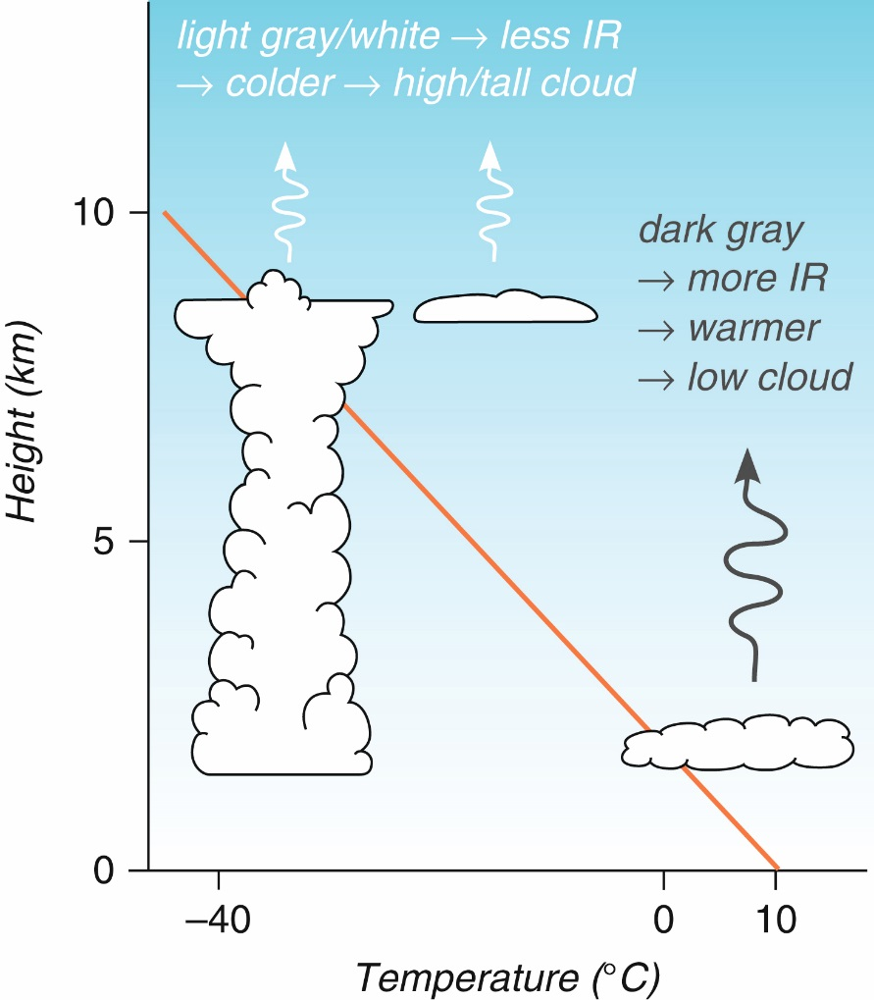 light gray/white → less IR
→ colder → high/tall cloud
dark gray
→ more IR
→ warmer
→ low cloud
Height (km)
10
5
0
–40
0
10
Temperature (°C)